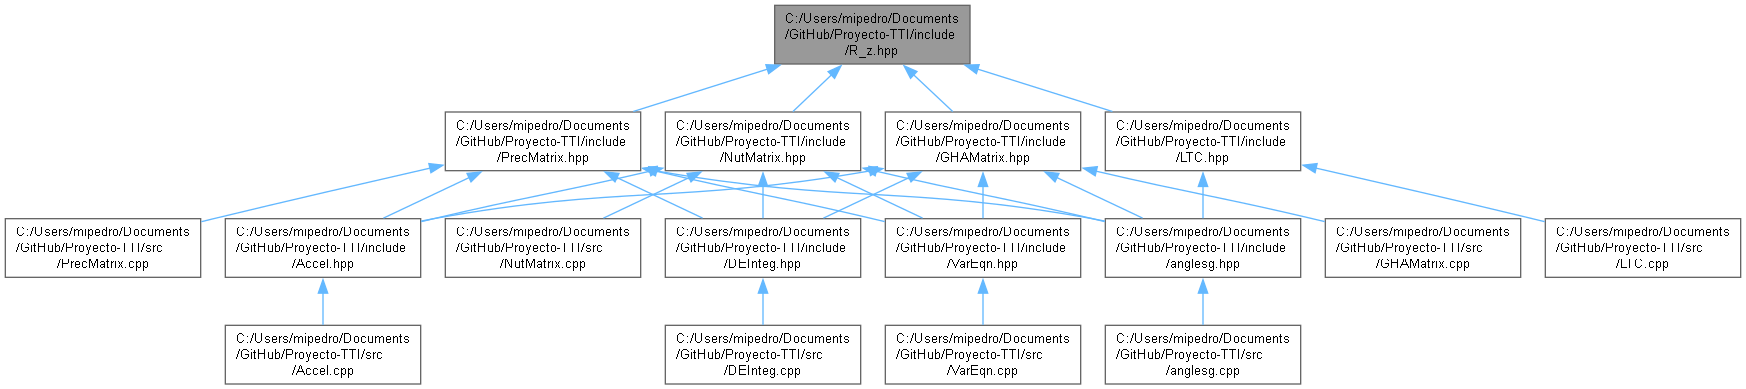 C:/Users/mipedro/Documents
/GitHub/Proyecto-TTI/include
/R_z.hpp
C:/Users/mipedro/Documents
/GitHub/Proyecto-TTI/include
/PrecMatrix.hpp
C:/Users/mipedro/Documents
/GitHub/Proyecto-TTI/include
/NutMatrix.hpp
C:/Users/mipedro/Documents
/GitHub/Proyecto-TTI/include
/GHAMatrix.hpp
C:/Users/mipedro/Documents
/GitHub/Proyecto-TTI/include
/LTC.hpp
C:/Users/mipedro/Documents
/GitHub/Proyecto-TTI/src
/PrecMatrix.cpp
C:/Users/mipedro/Documents
/GitHub/Proyecto-TTI/include
/Accel.hpp
C:/Users/mipedro/Documents
/GitHub/Proyecto-TTI/src
/NutMatrix.cpp
C:/Users/mipedro/Documents
/GitHub/Proyecto-TTI/include
/DEInteg.hpp
C:/Users/mipedro/Documents
/GitHub/Proyecto-TTI/include
/VarEqn.hpp
C:/Users/mipedro/Documents
/GitHub/Proyecto-TTI/include
/anglesg.hpp
C:/Users/mipedro/Documents
/GitHub/Proyecto-TTI/src
/GHAMatrix.cpp
C:/Users/mipedro/Documents
/GitHub/Proyecto-TTI/src
/LTC.cpp
C:/Users/mipedro/Documents
/GitHub/Proyecto-TTI/src
/Accel.cpp
C:/Users/mipedro/Documents
/GitHub/Proyecto-TTI/src
/DEInteg.cpp
C:/Users/mipedro/Documents
/GitHub/Proyecto-TTI/src
/VarEqn.cpp
C:/Users/mipedro/Documents
/GitHub/Proyecto-TTI/src
/anglesg.cpp